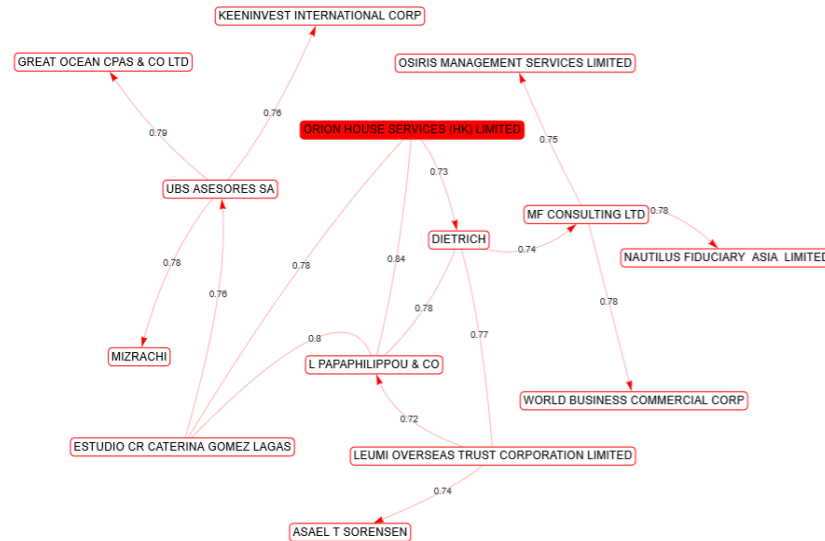 KEENINVEST INTERNATIONAL CORP
GREAT OCEAN CPAS & CO LTD
OSIRIS MANAGEMENT SERVICES LIMITED
0.76
0.79
ORION HOUSE SERVICES (HK) LIMITED
0.75
0.73
UBS ASESORES SA
MF CONSULTING LTD
0.78
DIETRICH
0.74
NAUTILUS FIDUCIARY ASIA LIMITED
0.84
0.78
0.78
0.76
0.78
0.78
0.77
0.8
MIZRACHI
L PAPAPHILIPPOU & CO
WORLD BUSINESS COMMERCIAL CORP
0.72
ESTUDIO CR CATERINA GOMEZ LAGAS
LEUMI OVERSEAS TRUST CORPORATION LIMITED
0.74
ASAEL T SORENSEN